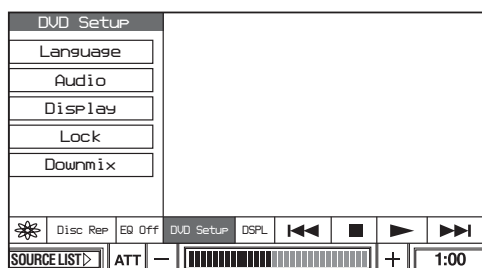 DVD Setup
Language
Audio
Display
Lock
Downmix
Disc Rep EQ Off DVD Setup DSPL
SOURCE LIST ATT − + 1:00